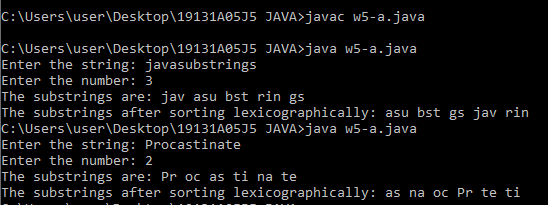 C:\Users\user\Desktop\19131A05J5 JAVA>javac w5-a.java
C:\Users\user\Desktop\19131A05J5 JAVA>java w5-a.java
Enter the string: javasubstrings
Enter the number: 3
The substrings are: jav asu bst rin gs
The substrings after sorting lexicographically: asu bst gs jav rin
C:\Users\user\Desktop\19131A05J5 JAVA>java w5-a.java
Enter the string: Procastinate
Enter the number: 2
The substrings are: Pr oc as ti na te
The substrings after sorting lexicographically: as na oc Pr te ti